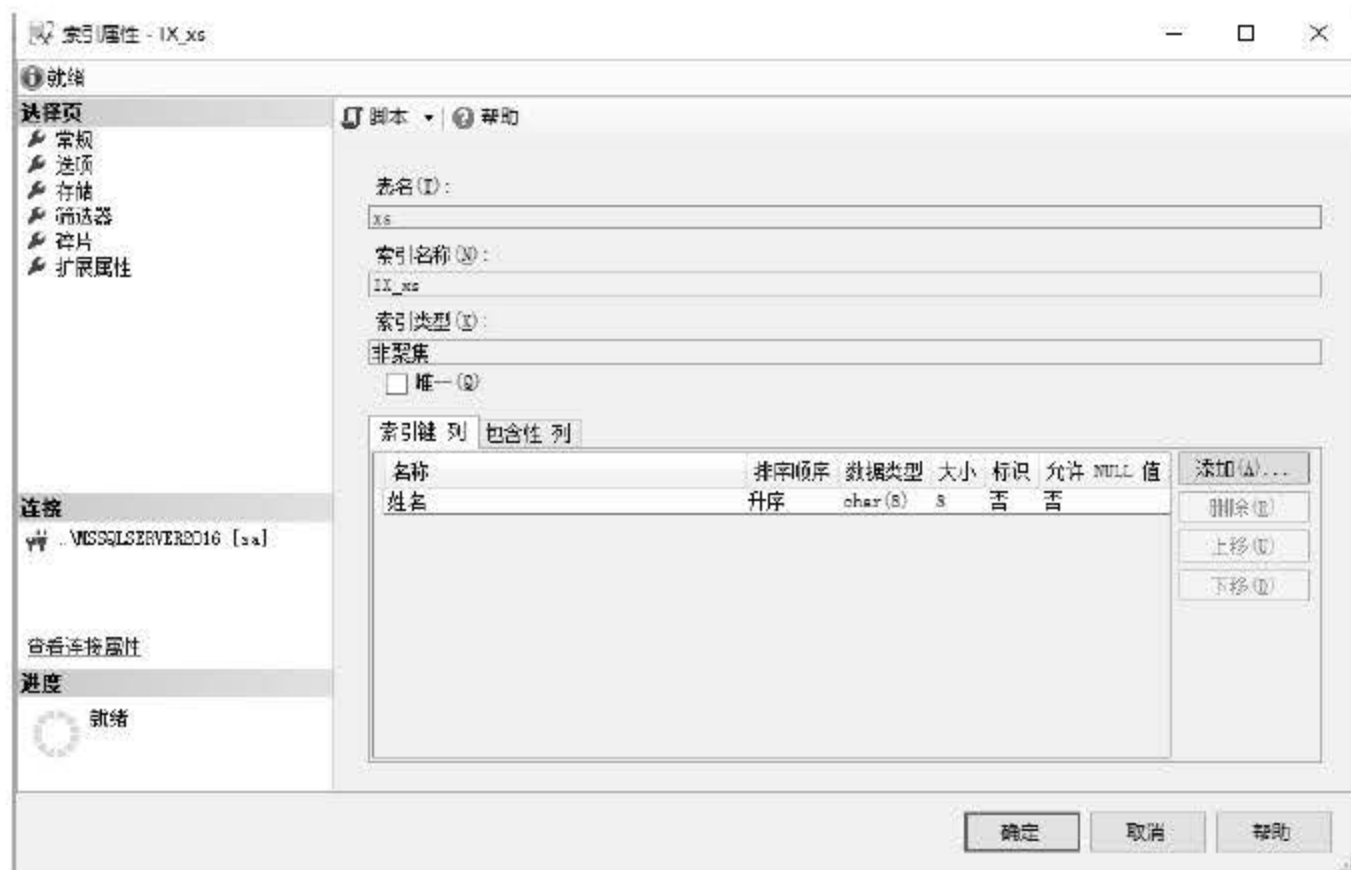 索引属性 - IX_xs
就绪
选择页
常规
选项
存储
筛选器
碎片
扩展属性
脚本 帮助
表名(T):
xs
索引名称(N):
IX_xs
索引类型(X):
非聚集
唯一(Q)
索引键 列 包含性 列
名称 排序顺序 数据类型 大小 标识 允许 NULL 值
姓名 升序 char(8) 8 否 否
添加(A)...
删除(R)
上移(U)
下移(D)
连接
..\MSSQLSERVER2016 [sa]
查看连接属性
进度
就绪
确定 取消 帮助